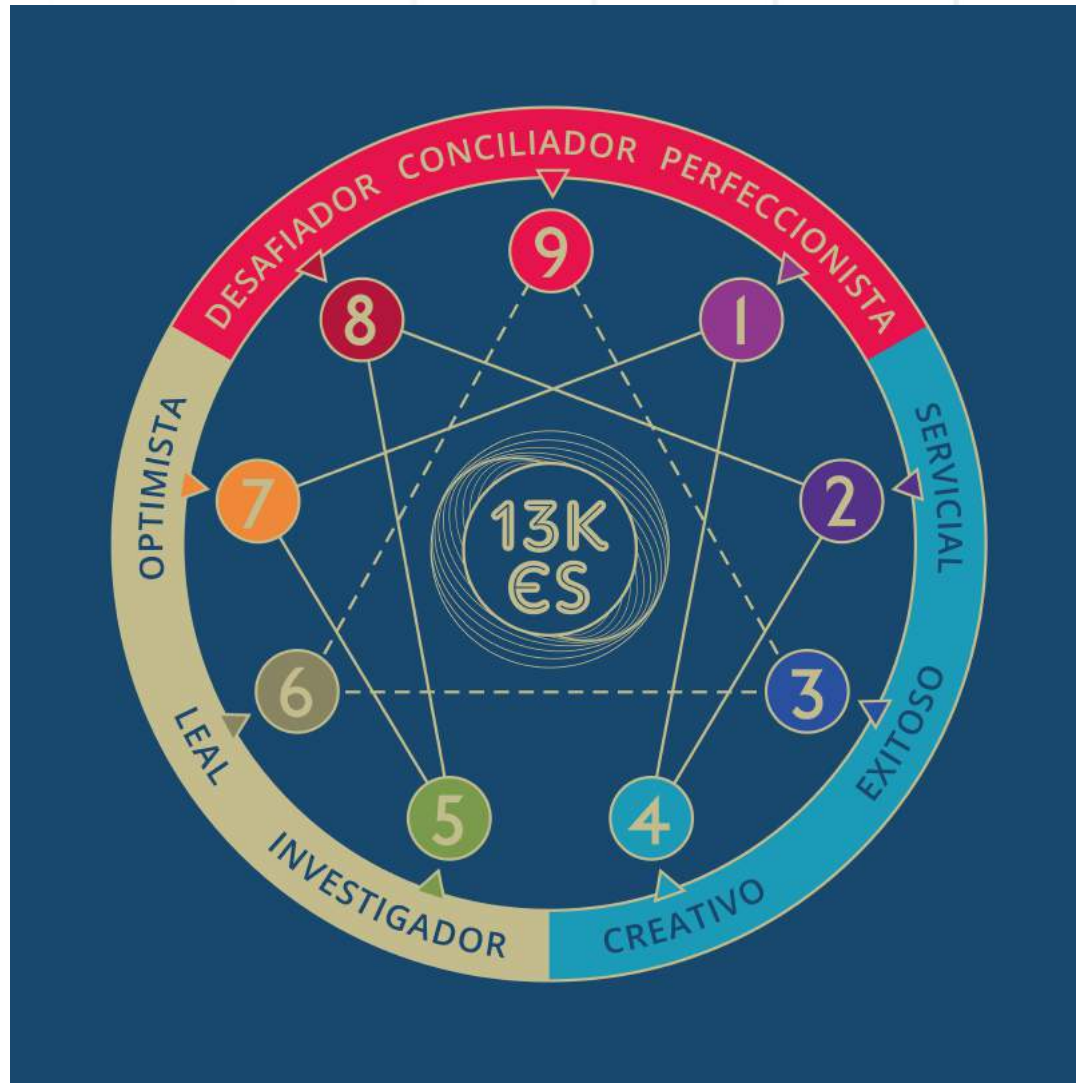 DESAFIADOR CONCILIADOR PERFECCIONISTA
SERVICIAL
EXITOSO
CREATIVO
INVESTIGADOR
LEAL
OPTIMISTA
9
1
2
3
4
5
6
7
8
13K
ЄS